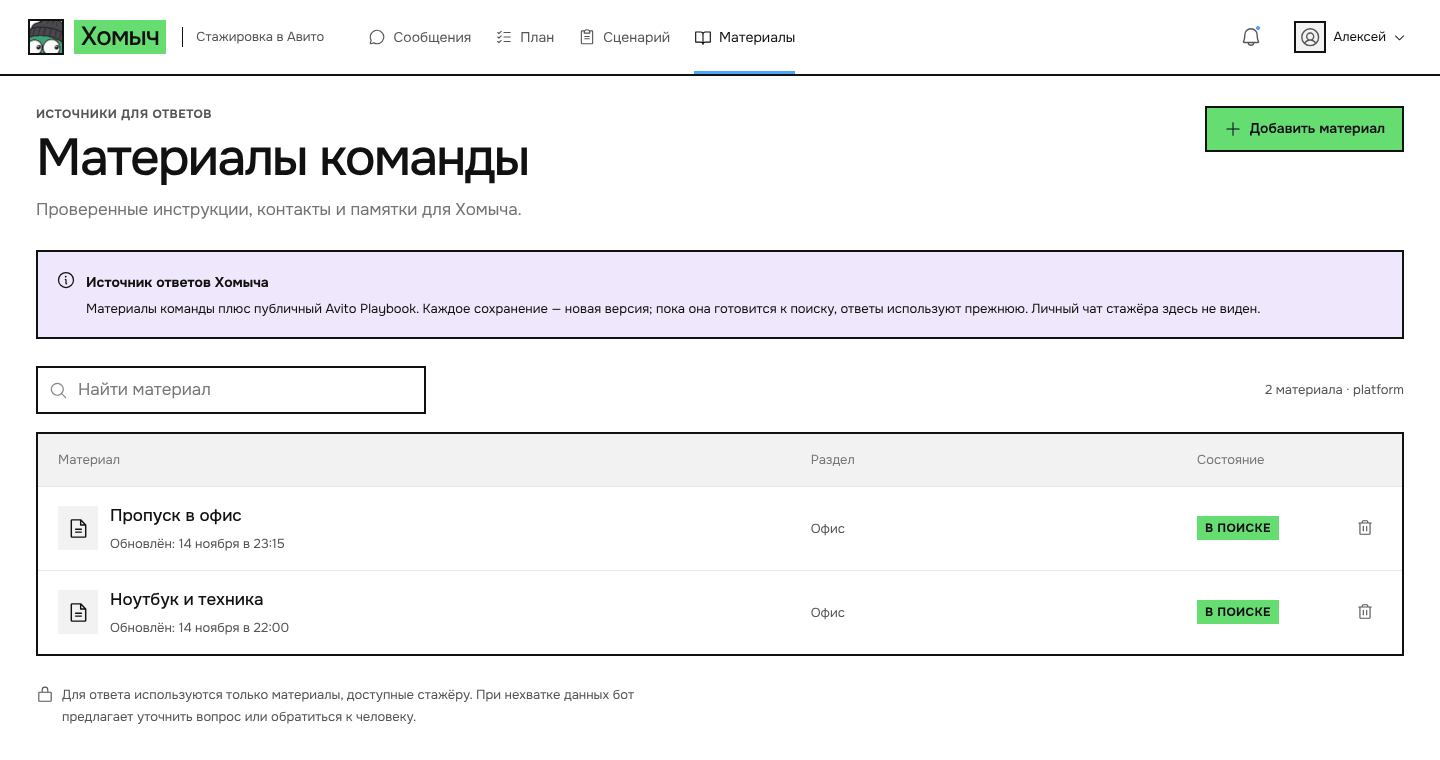 Хомыч
Стажировка в Авито
Сообщения
План
Сценарий
Материалы
Алексей
ИСТОЧНИКИ ДЛЯ ОТВЕТОВ
Материалы команды
Проверенные инструкции, контакты и памятки для Хомыча.
Добавить материал
Источник ответов Хомыча
Материалы команды плюс публичный Avito Playbook. Каждое сохранение — новая версия; пока она готовится к поиску, ответы используют прежнюю. Личный чат стажёра здесь не виден.
Найти материал
2 материала · platform
Материал
Раздел
Состояние
Пропуск в офис
Обновлён: 14 ноября в 23:15
Офис
В ПОИСКЕ
Ноутбук и техника
Обновлён: 14 ноября в 22:00
Офис
В ПОИСКЕ
Для ответа используются только материалы, доступные стажёру. При нехватке данных бот
предлагает уточнить вопрос или обратиться к человеку.